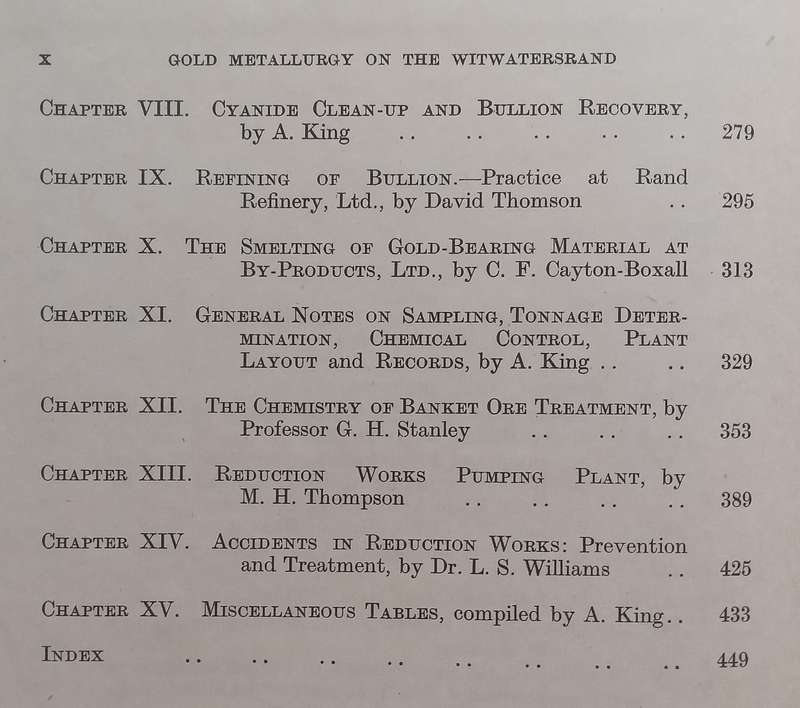 X GOLD METALLURGY ON THE WITWATERSRAND
CHAPTER VIII. CYANIDE CLEAN-UP AND BULLION RECOVERY,
by A. King .. .. .. .. .. 279
CHAPTER IX. REFINING OF BULLION.—Practice at Rand
Refinery, Ltd., by David Thomson .. 295
CHAPTER X. THE SMELTING OF GOLD-BEARING MATERIAL AT
BY-PRODUCTS, LTD., by C. F. Cayton-Boxall 313
CHAPTER XI. GENERAL NOTES ON SAMPLING, TONNAGE DETER-
MINATION, CHEMICAL CONTROL, PLANT
LAYOUT and RECORDS, by A. King .. .. 329
CHAPTER XII. THE CHEMISTRY OF BANKET ORE TREATMENT, by
Professor G. H. Stanley .. .. .. 353
CHAPTER XIII. REDUCTION WORKS PUMPING PLANT, by
M. H. Thompson .. .. .. .. 389
CHAPTER XIV. ACCIDENTS IN REDUCTION WORKS: Prevention
and Treatment, by Dr. L. S. Williams .. 425
CHAPTER XV. MISCELLANEOUS TABLES, compiled by A. King.. 433
INDEX .. .. .. .. .. .. .. .. 449